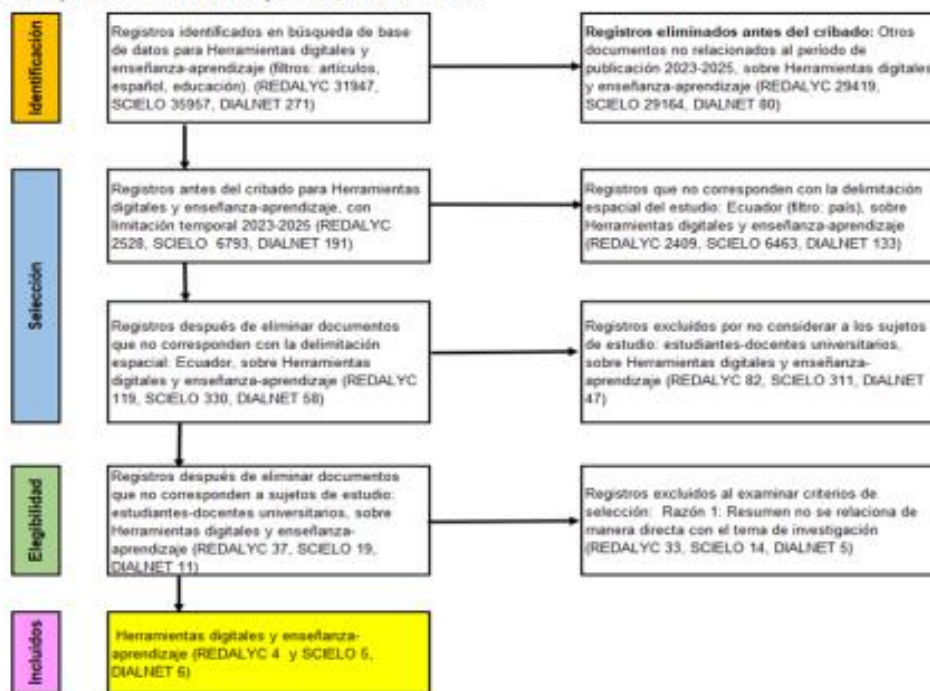 Identificación
Registros identificados en búsqueda de base
de datos para Herramientas digitales y
enseñanza-aprendizaje (filtros: artículos,
español, educación). (REDALYC 31947,
SCIELO 35957, DIALNET 271)
Registros eliminados antes del cribado: Otros
documentos no relacionados al período de
publicación 2023-2025, sobre Herramientas digitales
y enseñanza-aprendizaje (REDALYC 29419,
SCIELO 29164, DIALNET 80)
Selección
Registros antes del cribado para Herramientas
digitales y enseñanza-aprendizaje, con
limitación temporal 2023-2025 (REDALYC
2528, SCIELO 6793, DIALNET 191)
Registros que no corresponden con la delimitación
espacial del estudio: Ecuador (filtro: país), sobre
Herramientas digitales y enseñanza-aprendizaje
(REDALYC 2409, SCIELO 6463, DIALNET 133)
Registros después de eliminar documentos
que no corresponden con la delimitación
espacial: Ecuador, sobre Herramientas
digitales y enseñanza-aprendizaje (REDALYC
119, SCIELO 330, DIALNET 58)
Registros excluidos por no considerar a los sujetos
de estudio: estudiantes-docentes universitarios,
sobre Herramientas digitales y enseñanza-
aprendizaje (REDALYC 82, SCIELO 311, DIALNET
47)
Elegibilidad
Registros después de eliminar documentos
que no corresponden a sujetos de estudio:
estudiantes-docentes universitarios, sobre
Herramientas digitales y enseñanza-
aprendizaje (REDALYC 37, SCIELO 19,
DIALNET 11)
Registros excluidos al examinar criterios de
selección: Razón 1: Resumen no se relaciona de
manera directa con el tema de investigación
(REDALYC 33, SCIELO 14, DIALNET 5)
Incluidos
Herramientas digitales y enseñanza-
aprendizaje (REDALYC 4 y SCIELO 5,
DIALNET 6)